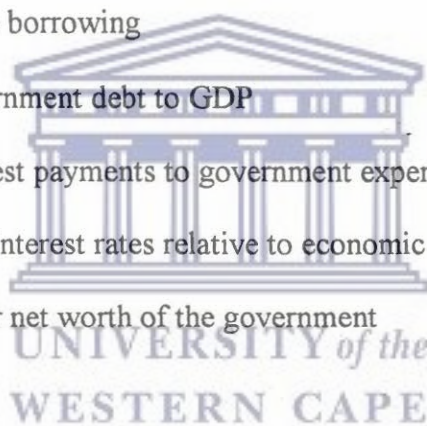 borrowing
rnment debt to GDP
est payments to government exper
interest rates relative to economic
net worth of the government
UNIVERSITY of the
WESTERN CAPE